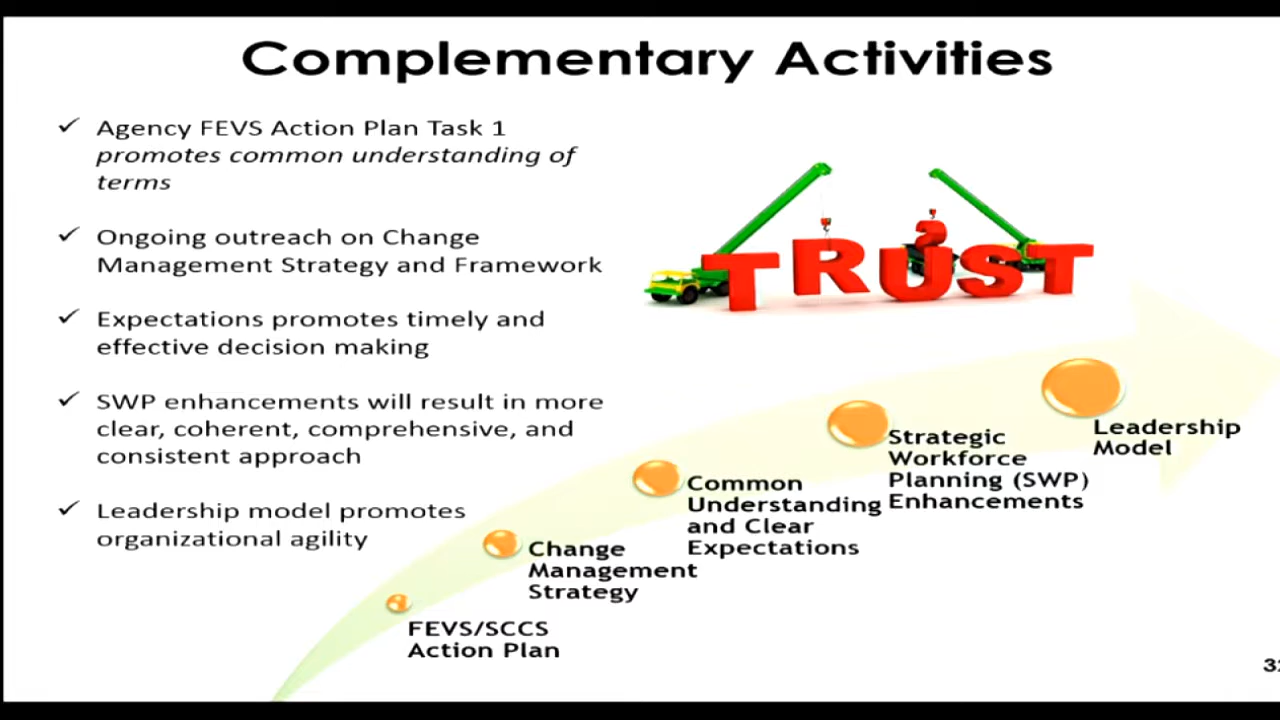 Complementary Activities
✓ Agency FEVS Action Plan Task 1
promotes common understanding of
terms
✓ Ongoing outreach on Change
Management Strategy and Framework
✓ Expectations promotes timely and
effective decision making
✓ SWP enhancements will result in more
clear, coherent, comprehensive, and
consistent approach
✓ Leadership model promotes
organizational agility
TRUST
FEVS/SCCS
Action Plan
Change
Management
Strategy
Common
Understanding
and Clear
Expectations
Strategic
Workforce
Planning (SWP)
Enhancements
Leadership
Model